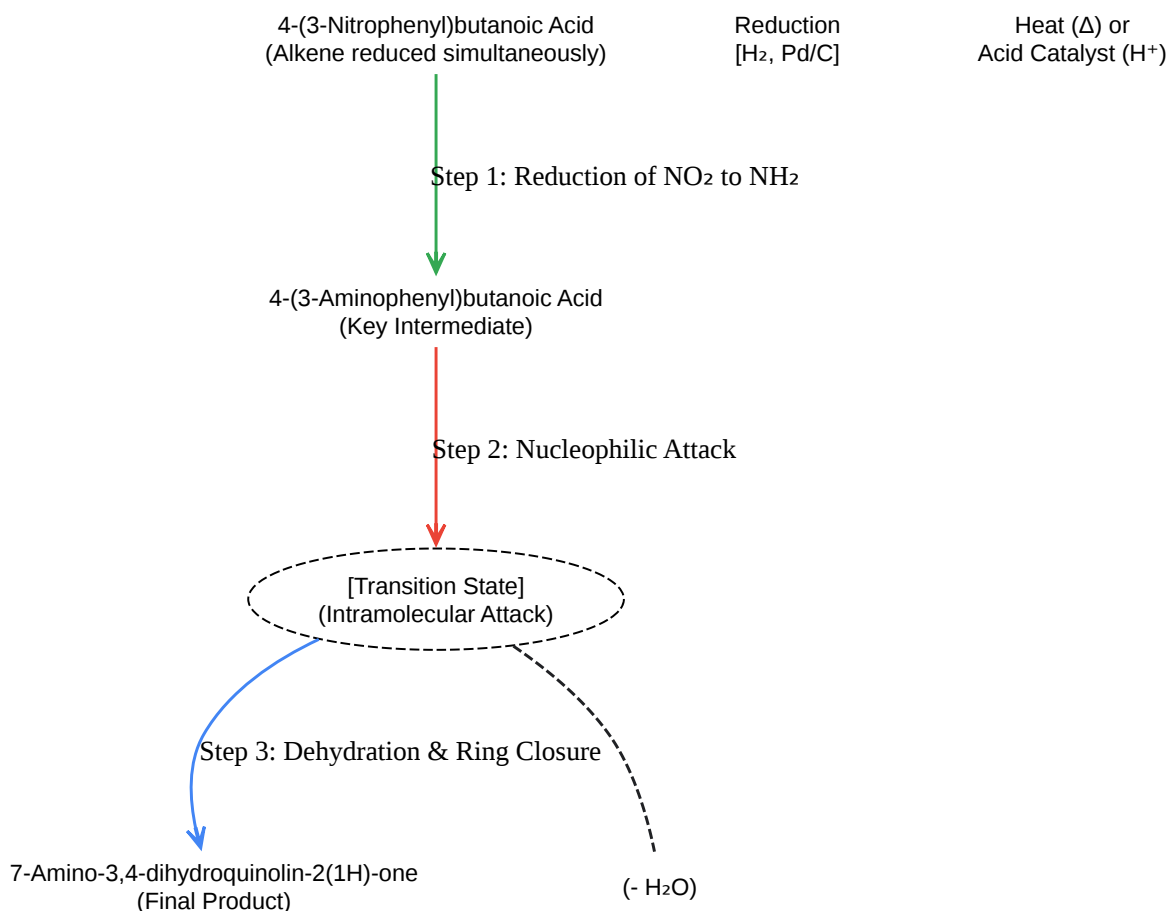 4-(3-Nitrophenyl)butanoic Acid
(Alkene reduced simultaneously)
Reduction
[H₂, Pd/C]
Heat (Δ) or
Acid Catalyst (H⁺)
Step 1: Reduction of NO₂ to NH₂
4-(3-Aminophenyl)butanoic Acid
(Key Intermediate)
Step 2: Nucleophilic Attack
[Transition State]
(Intramolecular Attack)
Step 3: Dehydration & Ring Closure
7-Amino-3,4-dihydroquinolin-2(1H)-one
(Final Product)
(- H₂O)